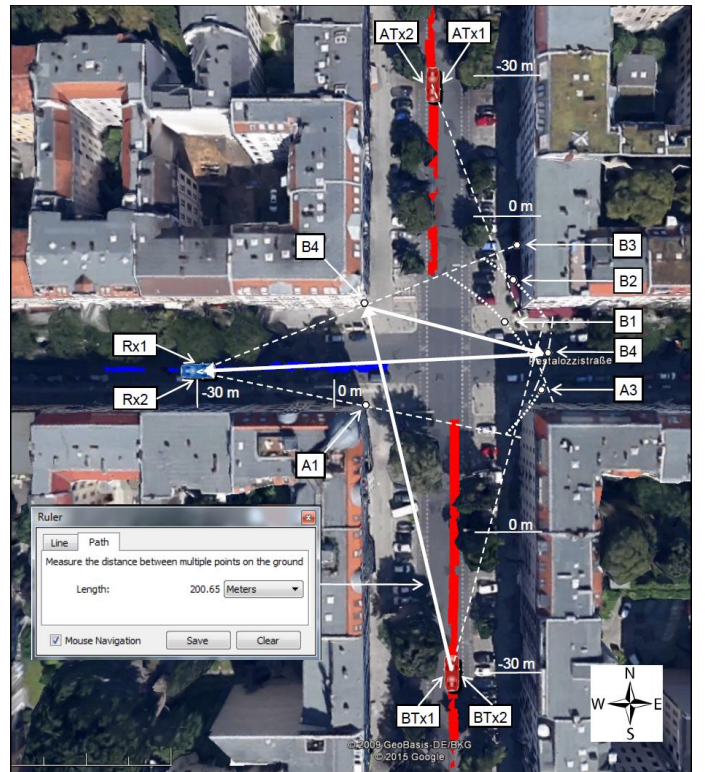 ATx2
ATx1
-30 m
0 m
B3
B4
B2
B1
Rx1
B4
Pestalozzistraße
Rx2
-30 m
0 m
A3
A1
Ruler
Line
Path
Measure the distance between multiple points on the ground
Length:
200.65
Meters
Mouse Navigation
Save
Clear
0 m
-30 m
BTx1
BTx2
N
W
E
S
© 2009 GeoBasis-DE/BKG
© 2015 Google